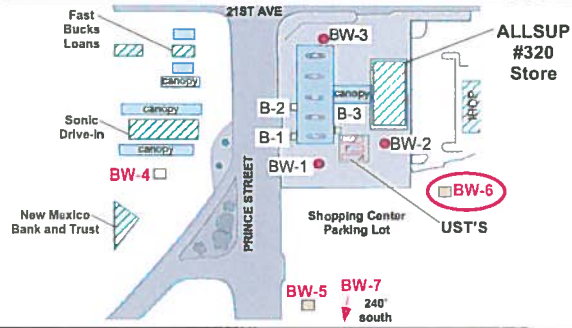 21ST AVE
Fast
Bucks
Loans
BW-3
ALLSUP
#320
Store
canopy
canopy
canopy
B-2
B-3
IHOP
Sonic
Drive-In
B-1
BW-2
canopy
BW-1
BW-4
BW-6
PRINCE STREET
New Mexico
Bank and Trust
Shopping Center
Parking Lot
UST'S
BW-5
BW-7
240'
south